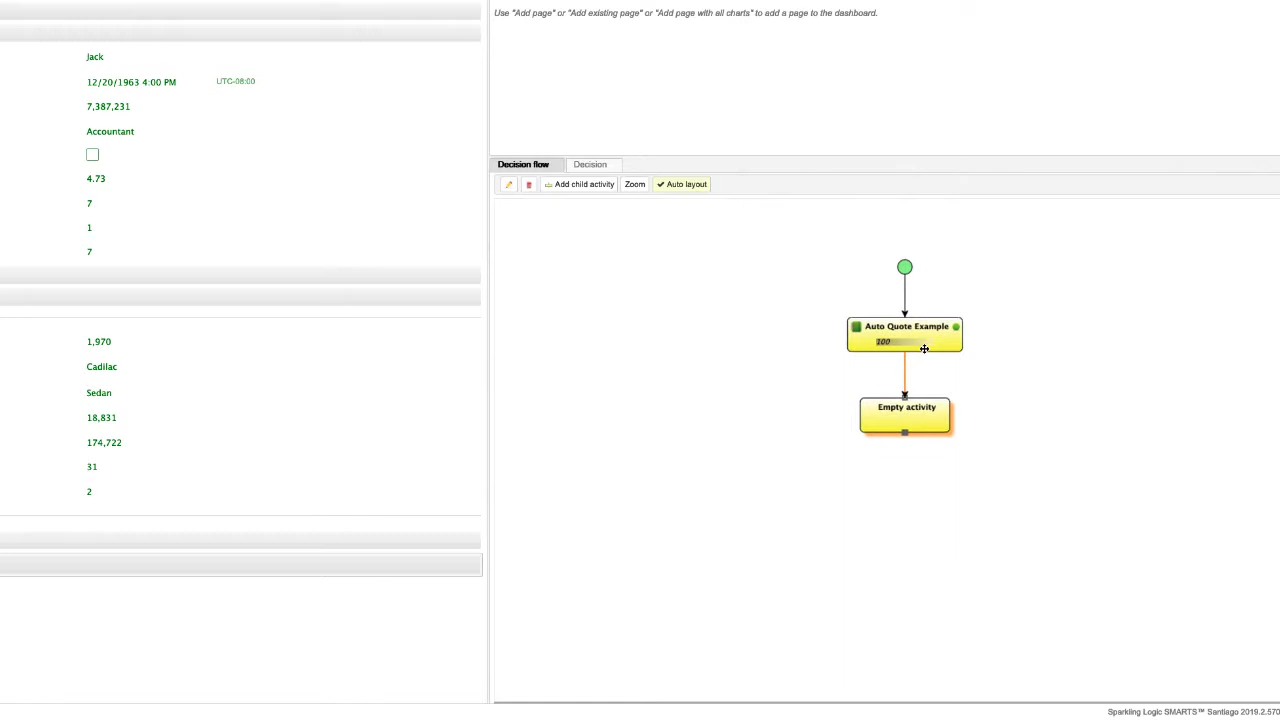 Use "Add page" or "Add existing page" or "Add page with all charts" to add a page to the dashboard.
Jack
12/20/1963 4:00 PM UTC-08:00
7,387,231
Accountant
4.73
7
1
7
1,970
Cadilac
Sedan
18,831
174,722
31
2
Decision flow Decision
Add child activity Zoom Auto layout
Auto Quote Example
100
Empty activity
Sparkling Logic SMARTS™ Santiago 2019.2.570